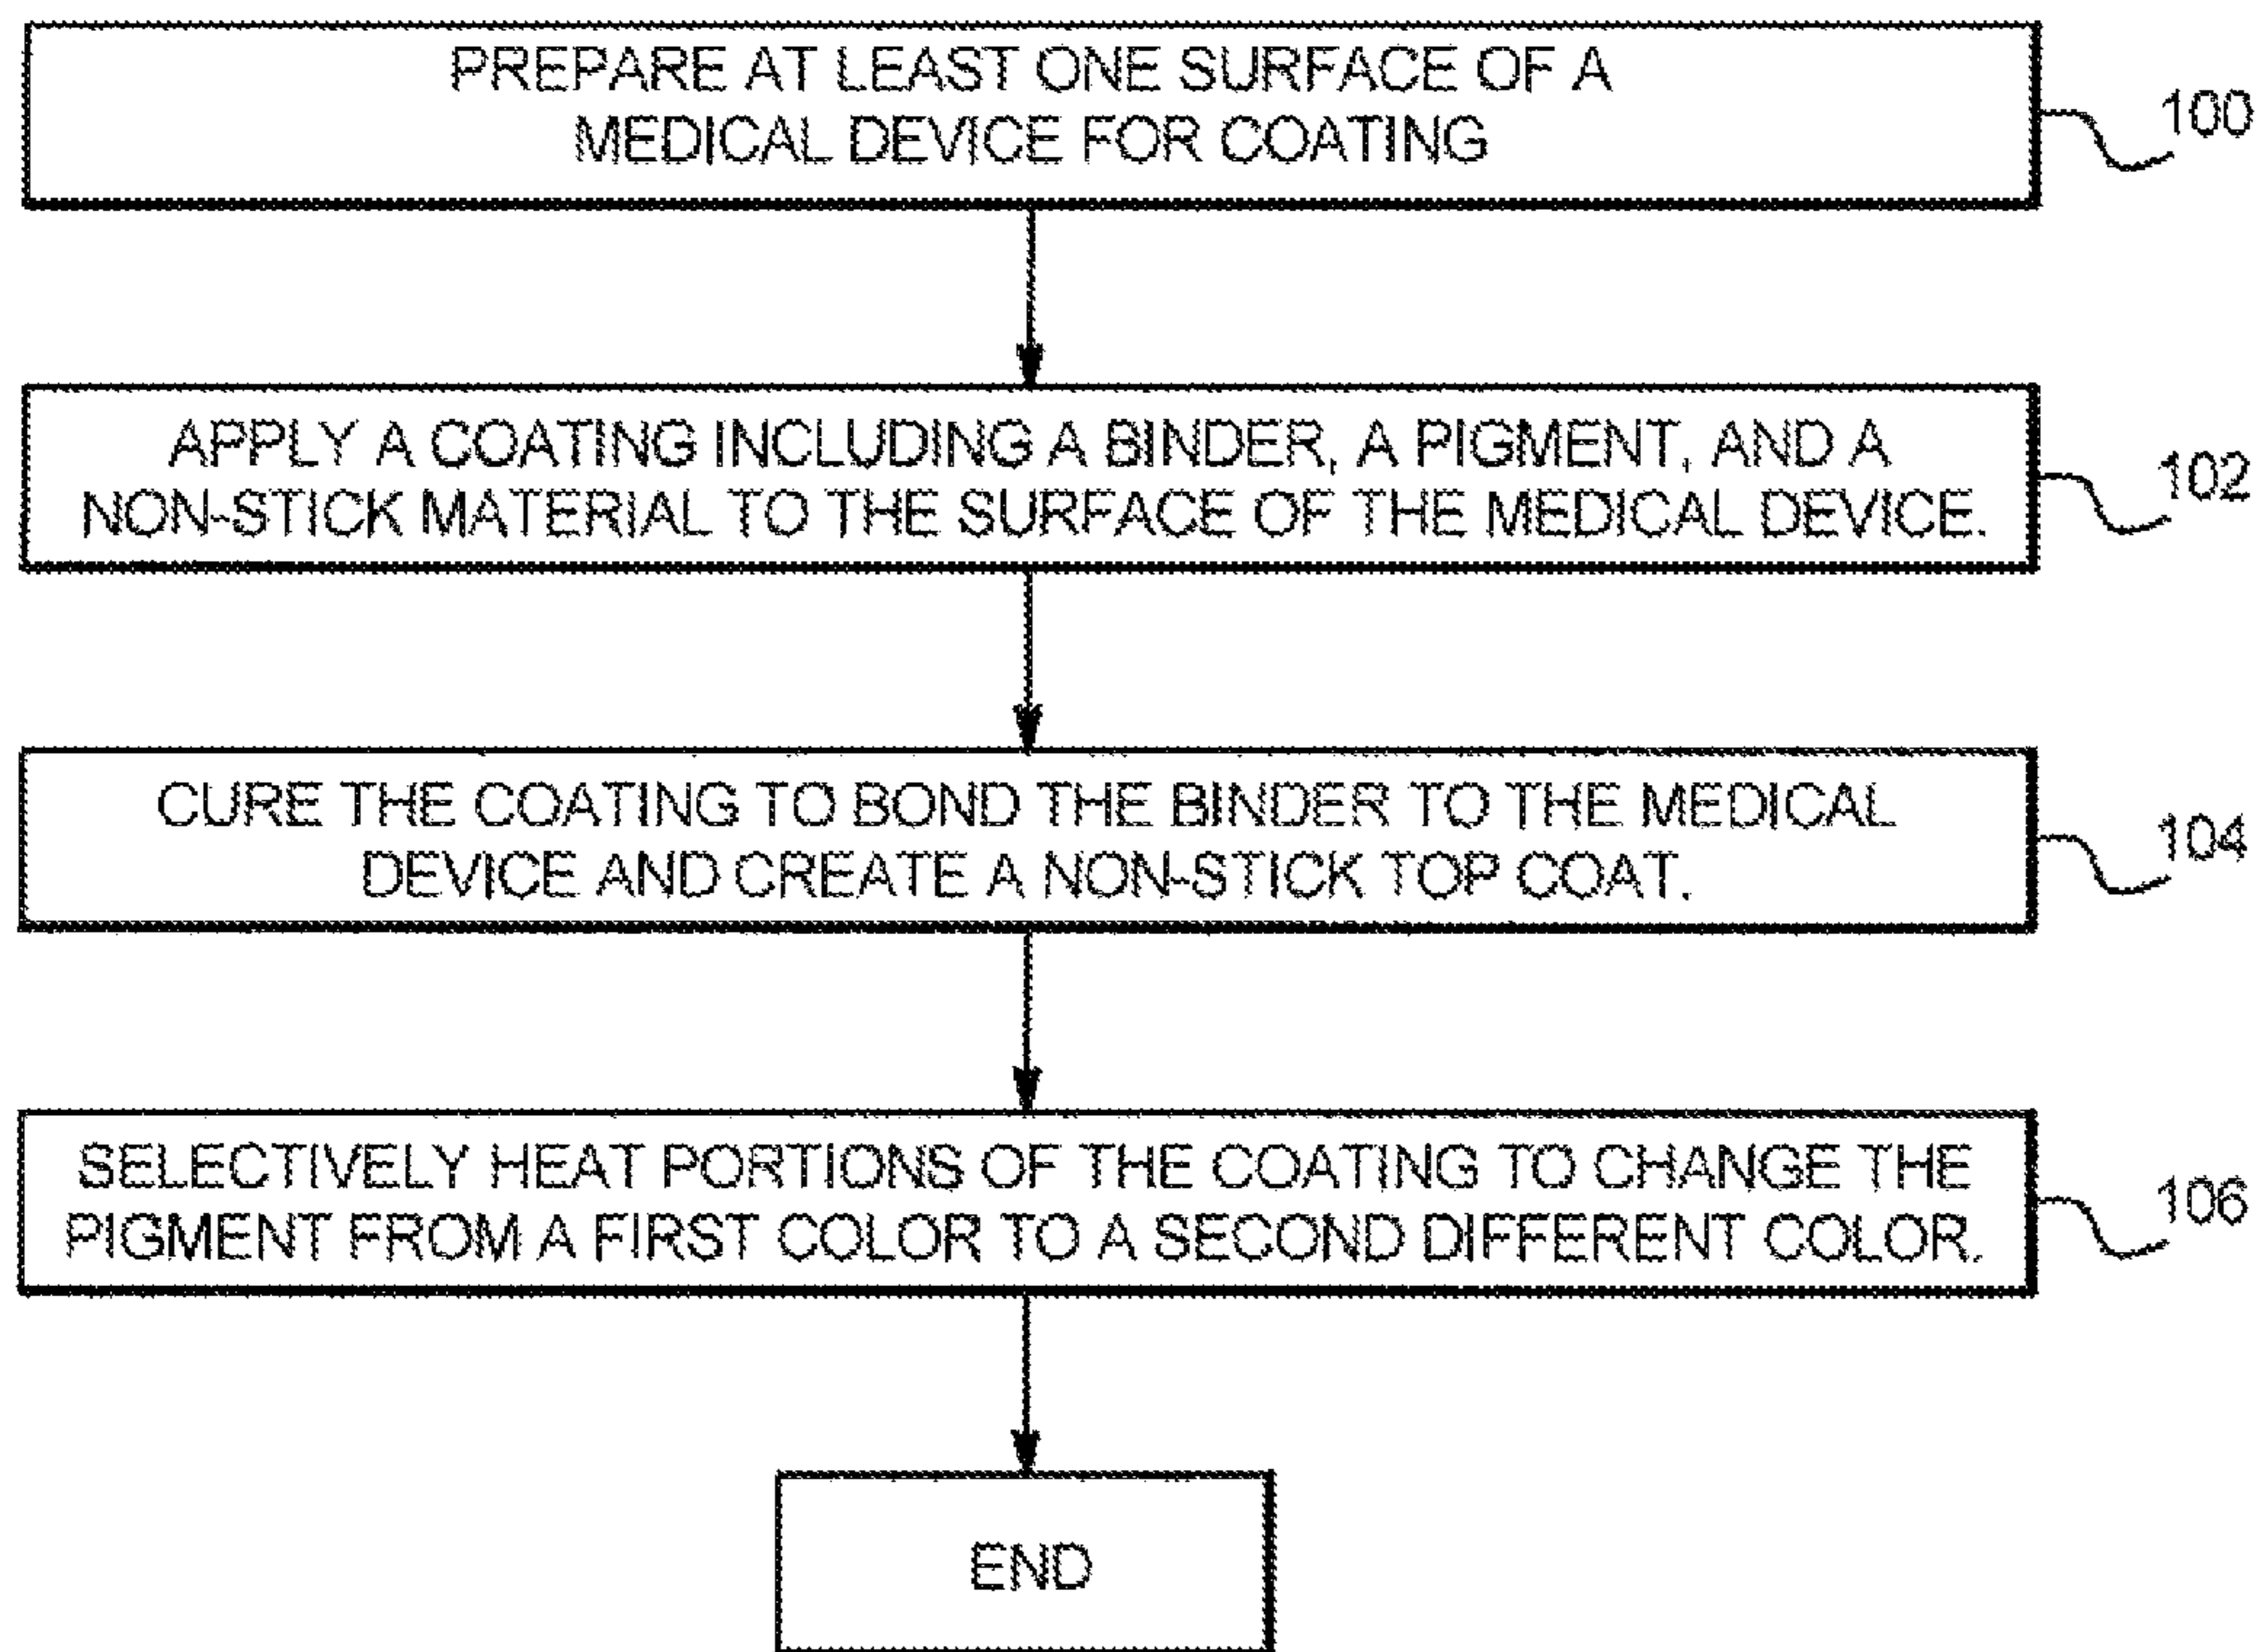 PREPARE AT LEAST ONE SURFACE OF A
MEDICAL DEVICE FOR COATING
100
APPLY A COATING INCLUDING A BINDER, A PIGMENT, AND A
NON-STICK MATERIAL TO THE SURFACE OF THE MEDICAL DEVICE.
102
CURE THE COATING TO BOND THE BINDER TO THE MEDICAL
DEVICE AND CREATE A NON-STICK TOP COAT.
104
SELECTIVELY HEAT PORTIONS OF THE COATING TO CHANGE THE
PIGMENT FROM A FIRST COLOR TO A SECOND DIFFERENT COLOR.
106
END